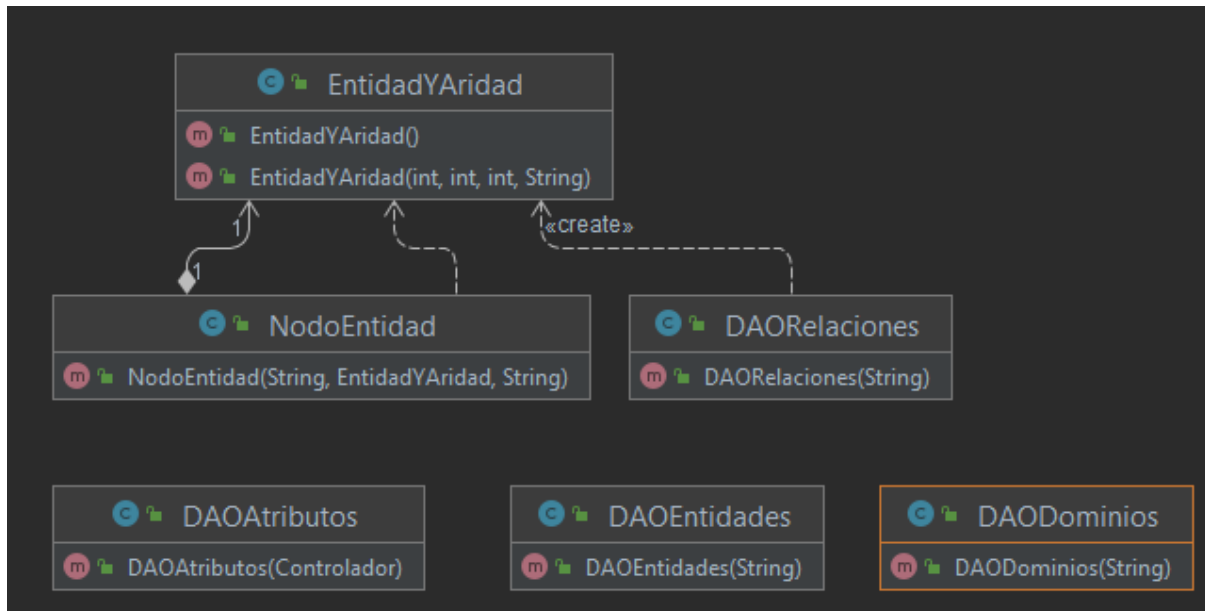 EntidadYAridad
EntidadYAridad()
EntidadYAridad(int, int, int, String)
1
«create»
1
NodoEntidad
NodoEntidad(String, EntidadYAridad, String)
DAORelaciones
DAORelaciones(String)
DAOAtributos
DAOAtributos(Controlador)
DAOEntidades
DAOEntidades(String)
DAODominios
DAODominios(String)